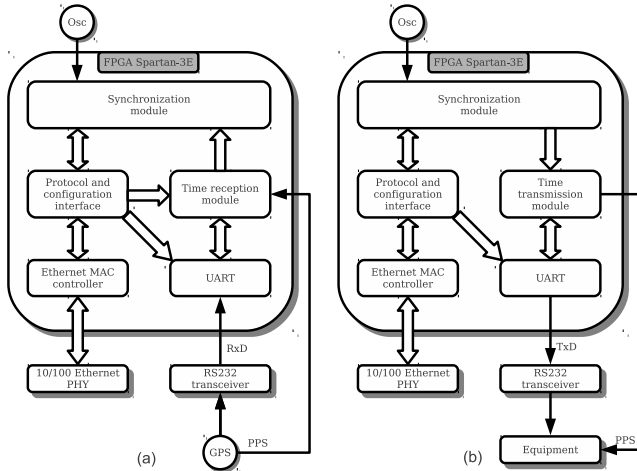 Osc
FPGA Spartan-3E
Synchronization
module
Protocol and
configuration
interface
Time reception
module
Ethernet MAC
controller
UART
RxD
10/100 Ethernet
PHY
RS232
transceiver
GPS
PPS
(a)
Osc
FPGA Spartan-3E
Synchronization
module
Protocol and
configuration
interface
Time
transmission
module
Ethernet MAC
controller
UART
TxD
10/100 Ethernet
PHY
RS232
transceiver
Equipment
PPS
(b)